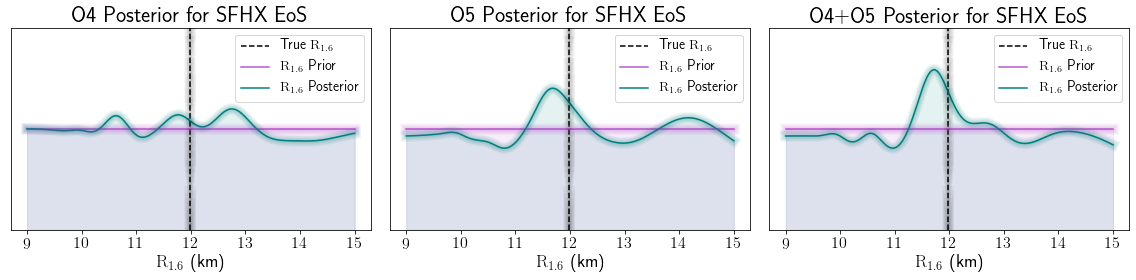 O4 Posterior for SFHX EoS
True R₁.₆
R₁.₆ Prior
R₁.₆ Posterior
9 10 11 12 13 14 15
R₁.₆ (km)
O5 Posterior for SFHX EoS
True R₁.₆
R₁.₆ Prior
R₁.₆ Posterior
9 10 11 12 13 14 15
R₁.₆ (km)
O4+O5 Posterior for SFHX EoS
True R₁.₆
R₁.₆ Prior
R₁.₆ Posterior
9 10 11 12 13 14 15
R₁.₆ (km)